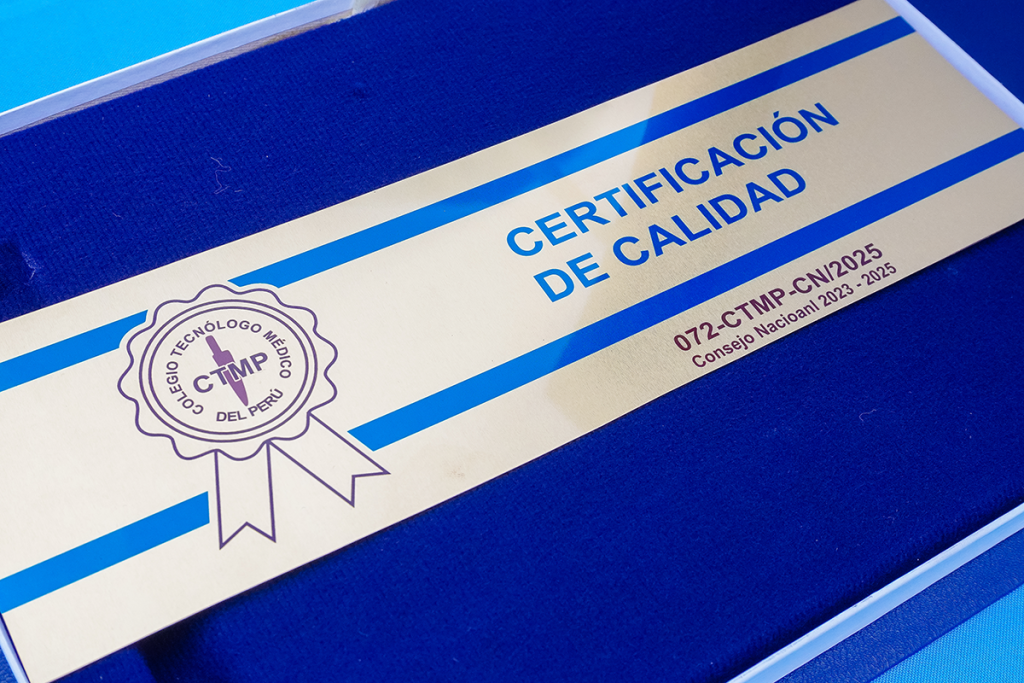 CERTIFICACIÓN
DE CALIDAD
072-CTMP-CN/2025
Consejo Nacioanl 2023 - 2025
COLEGIO TECNÓLOGO MÉDICO
CTMP
DEL PERÚ